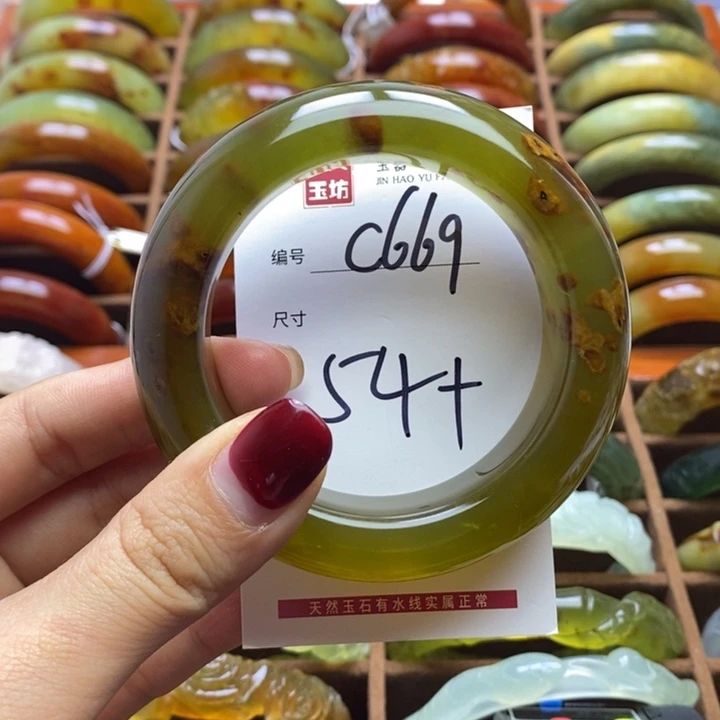 玉坊
JIN HAO YU
编号 C669
尺寸
54+
天然玉石有水线实属正常